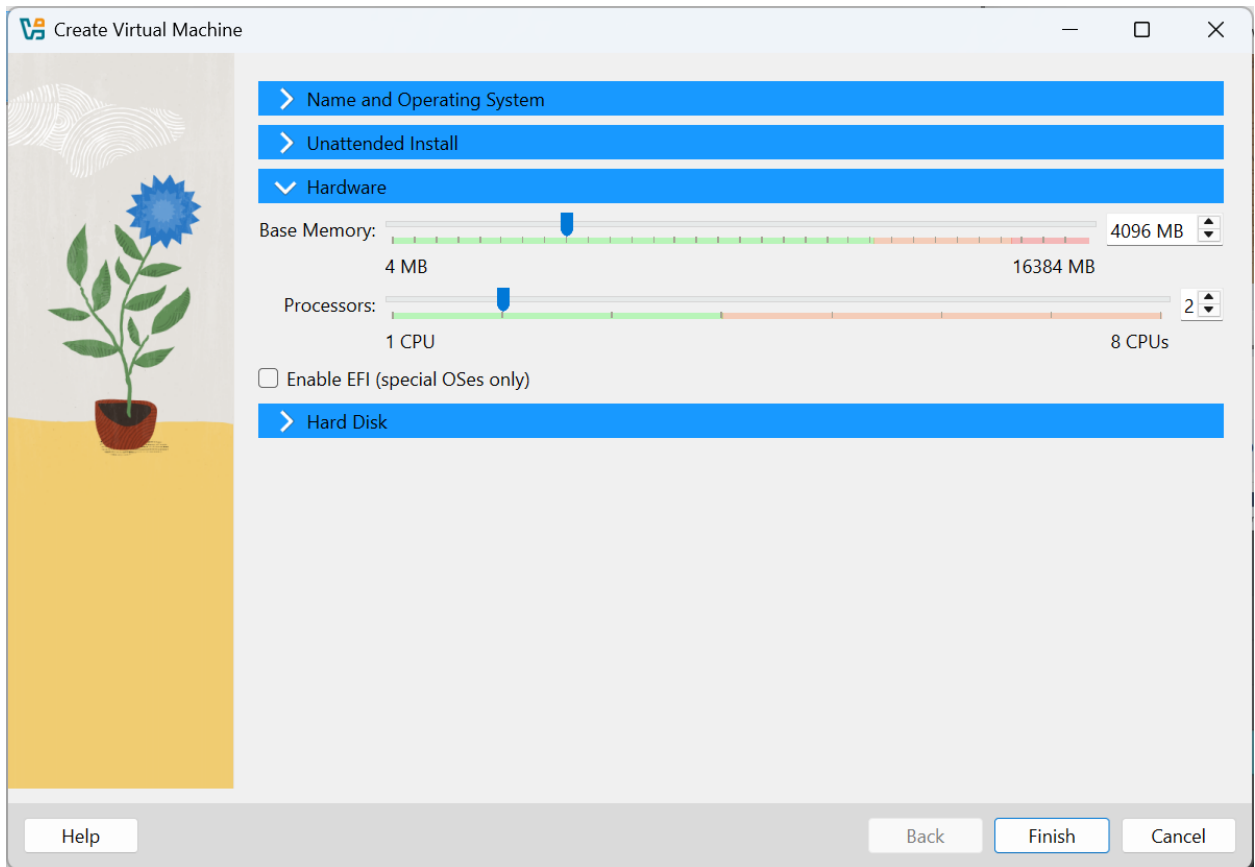 Create Virtual Machine
Name and Operating System
Unattended Install
Hardware
Base Memory: 4096 MB
4 MB 16384 MB
Processors: 2
1 CPU 8 CPUs
Enable EFI (special OSes only)
Hard Disk
Help Back Finish Cancel